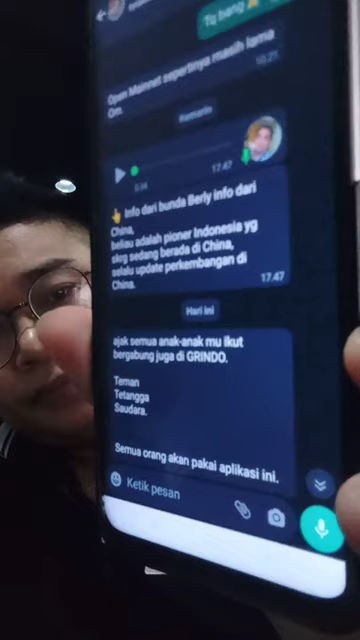 Tq bang 🙏
Open Mainnet sepertinya masih lama
Om.
10.21
Kemarin
17.47
👆 Info dari bunda Berly info dari
China,
beliau adalah pioner Indonesia yg
skrg sedang berada di China,
selalu update perkembangan di
China.
17.47
Hari ini
ajak semua anak-anak mu ikut
bergabung juga di GRINDO.
Teman
Tetangga
Saudara.
Semua orang akan pakai aplikasi ini.
Ketik pesan